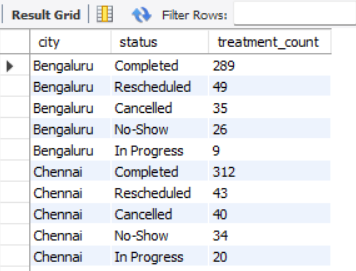 Result Grid Filter Rows:
city status treatment_count
Bengaluru Completed 289
Bengaluru Rescheduled 49
Bengaluru Cancelled 35
Bengaluru No-Show 26
Bengaluru In Progress 9
Chennai Completed 312
Chennai Rescheduled 43
Chennai Cancelled 40
Chennai No-Show 34
Chennai In Progress 20